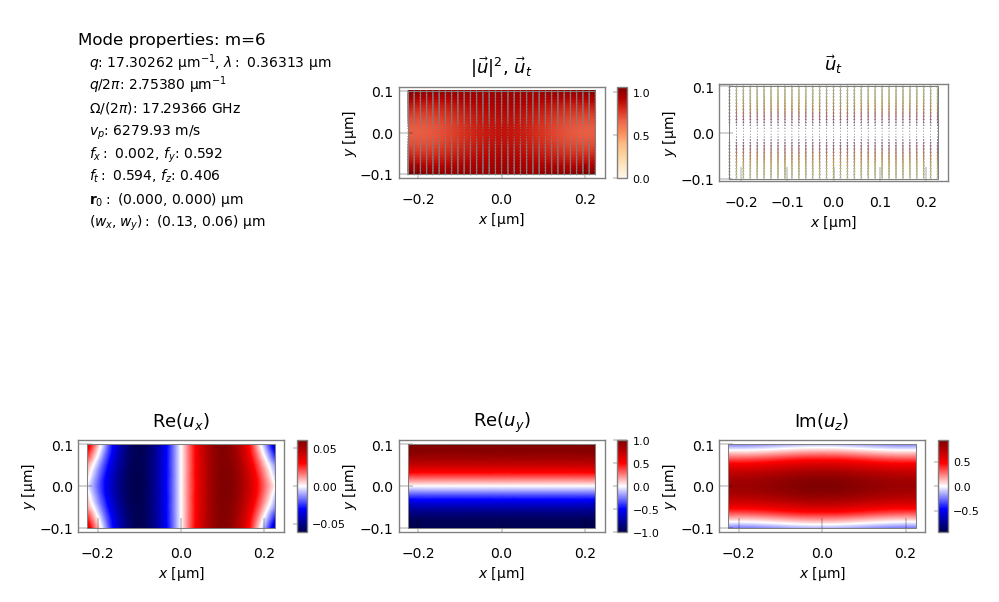 Mode properties: m=6
q: 17.30262 μm⁻¹, λ : 0.36313 μm
q/2π: 2.75380 μm⁻¹
Ω/(2π): 17.29366 GHz
v_p: 6279.93 m/s
f_x : 0.002, f_y: 0.592
f_t : 0.594, f_z: 0.406
r₀ : (0.000, 0.000) μm
(w_x, w_y) : (0.13, 0.06) μm
|u⃗|², u⃗_t
0.1
0.0
−0.1
y [μm]
−0.2
0.0
0.2
x [μm]
1.0
0.5
0.0
u⃗_t
0.1
0.0
−0.1
y [μm]
−0.2
−0.1
0.0
0.1
0.2
x [μm]
Re(u_x)
0.1
0.0
−0.1
y [μm]
−0.2
0.0
0.2
x [μm]
0.05
0.00
−0.05
Re(u_y)
0.1
0.0
−0.1
y [μm]
−0.2
0.0
0.2
x [μm]
1.0
0.5
0.0
−0.5
−1.0
Im(u_z)
0.1
0.0
−0.1
y [μm]
−0.2
0.0
0.2
x [μm]
0.5
0.0
−0.5